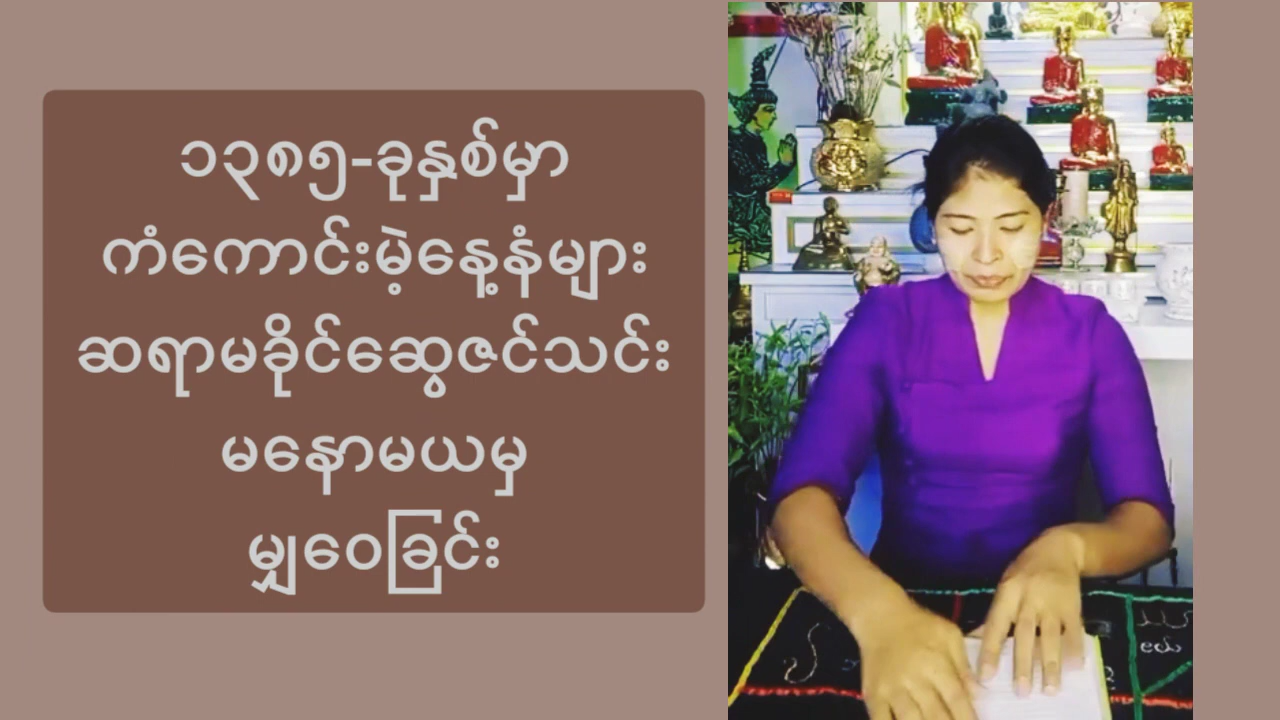 ၁၃၈၅-ခုနှစ်မှာ
ကံကောင်းမဲ့နေ့နံများ
ဆရာမခိုင်ဆွေဇင်သင်း
မနောမယမှ
မျှဝေခြင်း